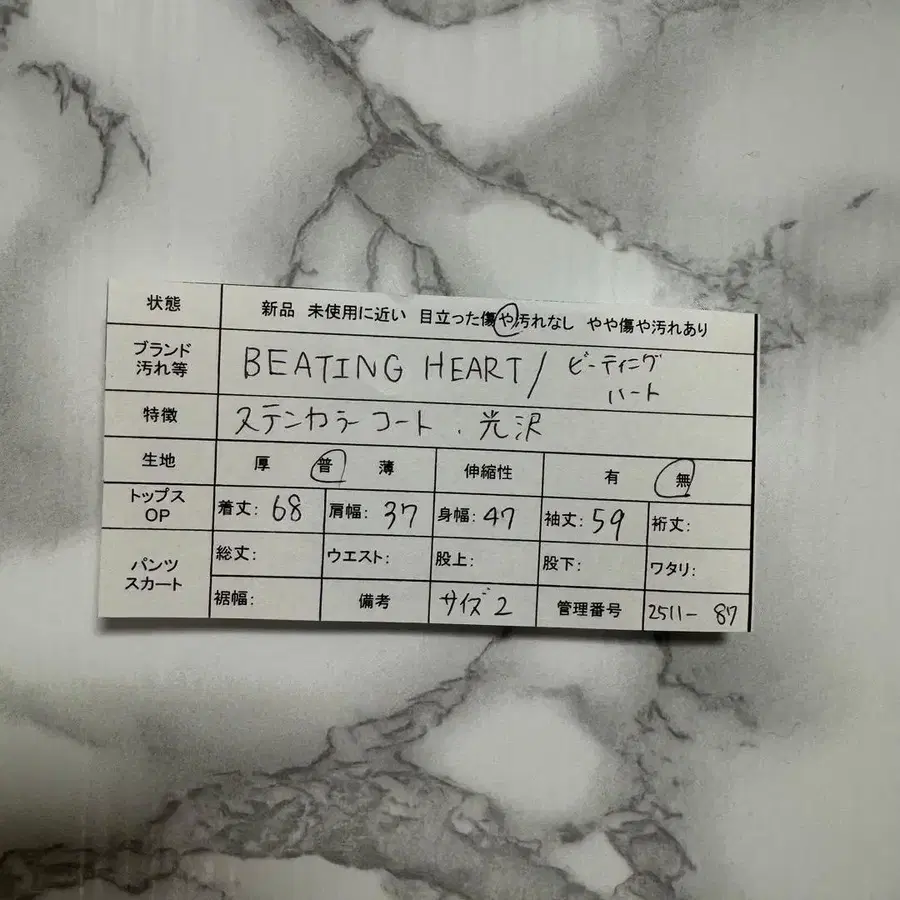 状態 新品 未使用に近い 目立った傷や汚れなし やや傷や汚れあり
ブランド
汚れ等
BEATING HEART / ビーティング
ハート
特徴 ステンカラーコート、光沢
生地 厚 普 薄 伸縮性 有 無
トップス
OP
着丈: 68 肩幅: 37 身幅: 47 袖丈: 59 裄丈:
パンツ
スカート
総丈: ウエスト: 股上: 股下: ワタリ:
裾幅: 備考 サイズ2 管理番号 2511- 87